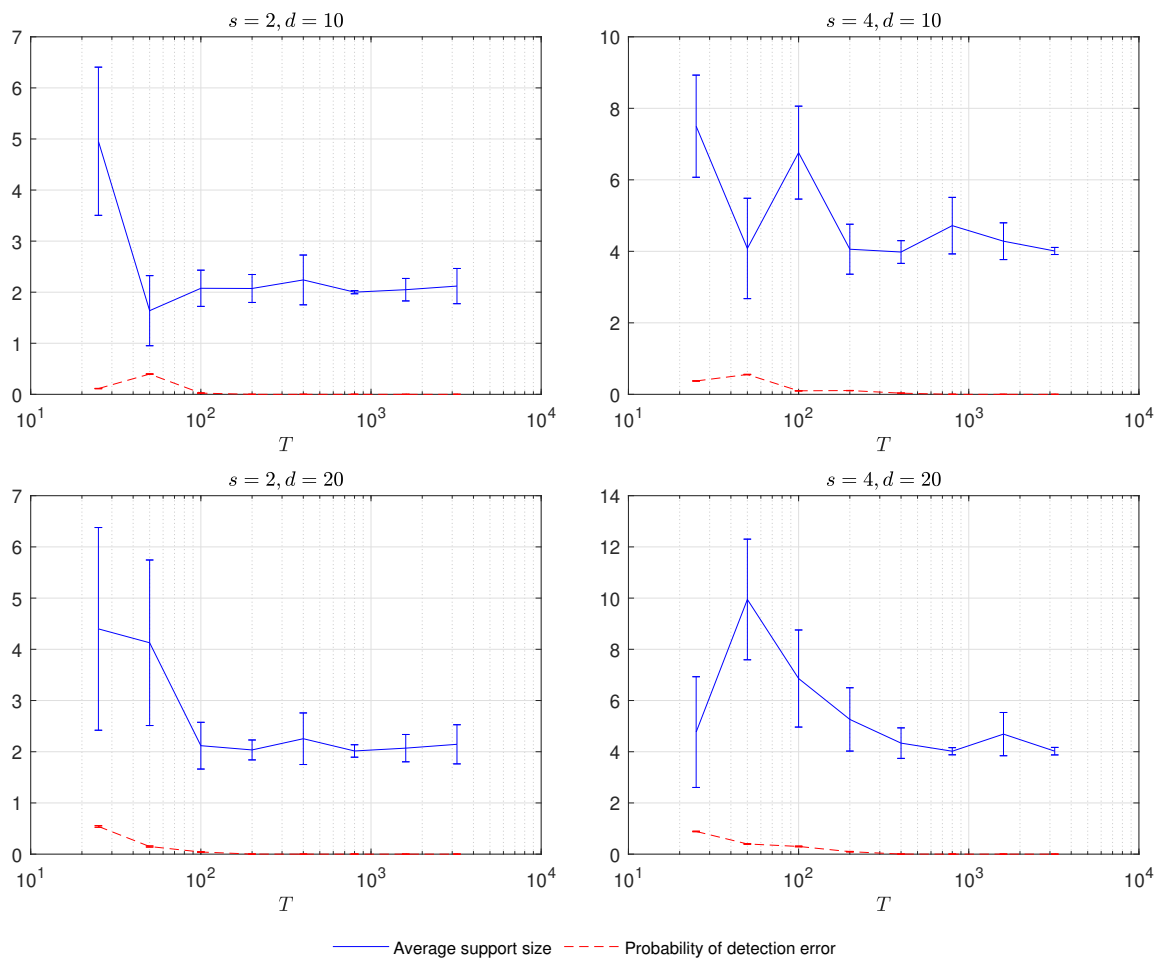 s = 2, d = 10
7
6
5
4
3
2
1
0
10^1 10^2 10^3 10^4
T
s = 4, d = 10
10
8
6
4
2
0
10^1 10^2 10^3 10^4
T
s = 2, d = 20
7
6
5
4
3
2
1
0
10^1 10^2 10^3 10^4
T
s = 4, d = 20
14
12
10
8
6
4
2
0
10^1 10^2 10^3 10^4
T
Average support size Probability of detection error